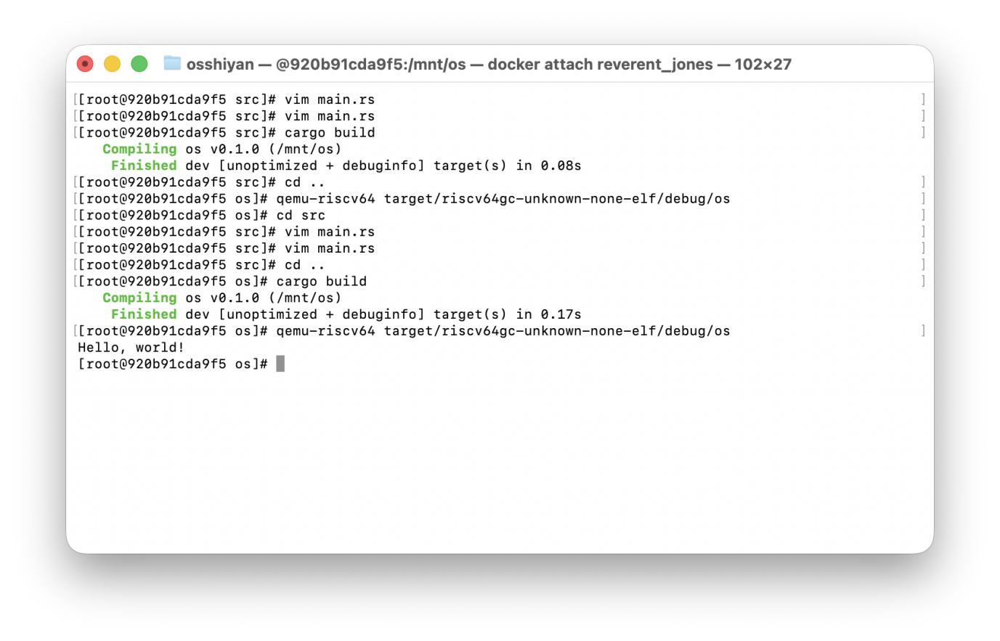 osshiyan — @920b91cda9f5:/mnt/os — docker attach reverent_jones — 102×27
[[root@920b91cda9f5 src]# vim main.rs ]
[[root@920b91cda9f5 src]# vim main.rs ]
[[root@920b91cda9f5 src]# cargo build ]
Compiling os v0.1.0 (/mnt/os)
Finished dev [unoptimized + debuginfo] target(s) in 0.08s
[[root@920b91cda9f5 src]# cd .. ]
[[root@920b91cda9f5 os]# qemu-riscv64 target/riscv64gc-unknown-none-elf/debug/os ]
[[root@920b91cda9f5 os]# cd src ]
[[root@920b91cda9f5 src]# vim main.rs ]
[[root@920b91cda9f5 src]# vim main.rs ]
[[root@920b91cda9f5 src]# cd .. ]
[[root@920b91cda9f5 os]# cargo build ]
Compiling os v0.1.0 (/mnt/os)
Finished dev [unoptimized + debuginfo] target(s) in 0.17s
[[root@920b91cda9f5 os]# qemu-riscv64 target/riscv64gc-unknown-none-elf/debug/os ]
Hello, world!
[root@920b91cda9f5 os]#